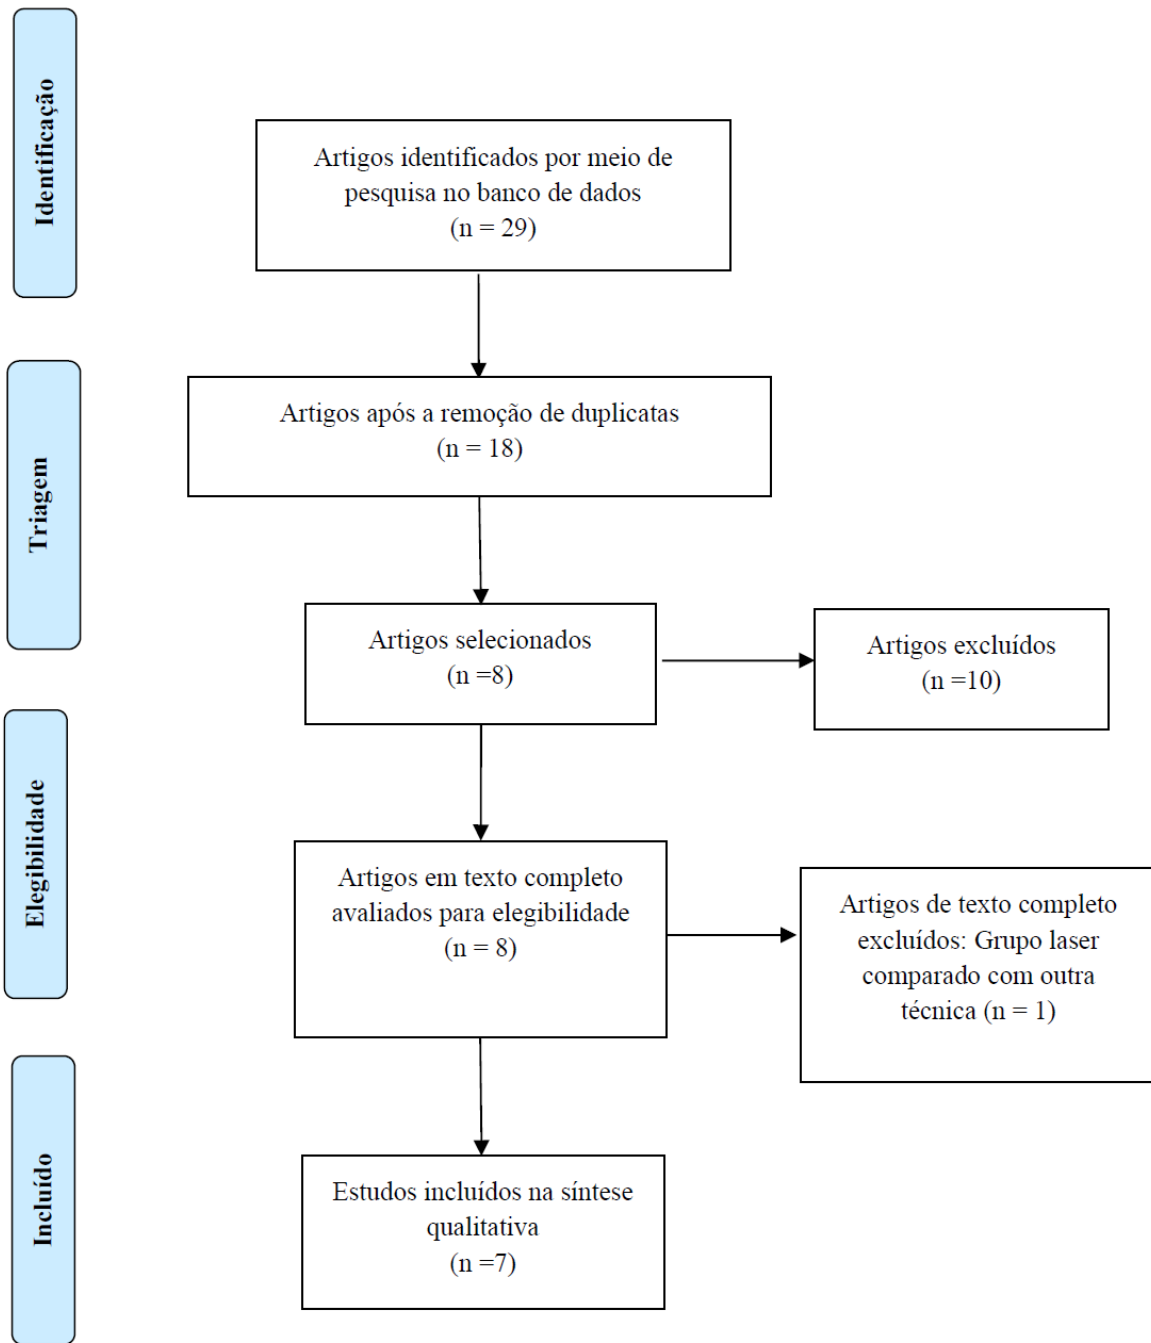 Identificação
Artigos identificados por meio de
pesquisa no banco de dados
(n = 29)
Triagem
Artigos após a remoção de duplicatas
(n = 18)
Artigos selecionados
(n =8)
Artigos excluídos
(n =10)
Elegibilidade
Artigos em texto completo
avaliados para elegibilidade
(n = 8)
Artigos de texto completo
excluídos: Grupo laser
comparado com outra
técnica (n = 1)
Incluído
Estudos incluídos na síntese
qualitativa
(n =7)